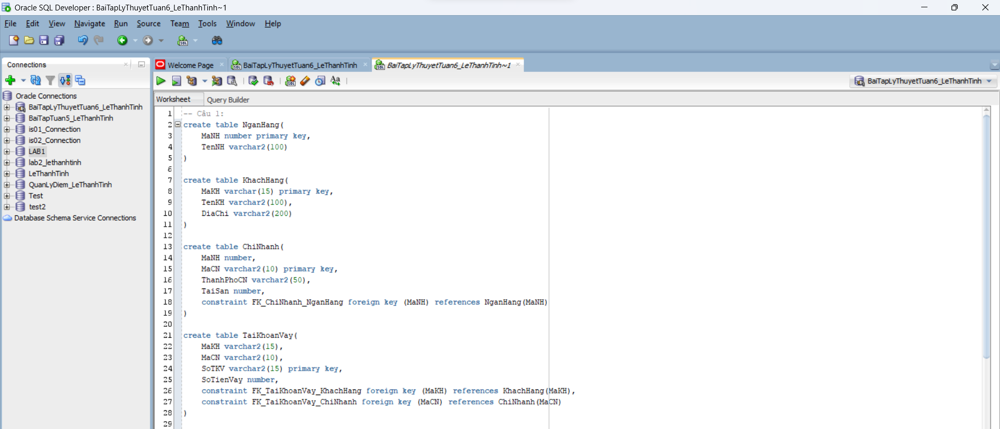 Oracle SQL Developer : BaiTapLyThuyetTuan6_LeThanhTinh~1
File Edit View Navigate Run Source Team Tools Window Help
Connections
Oracle Connections
BaiTapLyThuyetTuan6_LeThanhTinh
BaiTapTuan5_LeThanhTinh
is01_Connection
is02_Connection
LAB1
lab2_lethanhtinh
LeThanhTinh
QuanLyDiem_LeThanhTinh
Test
test2
Database Schema Service Connections
Welcome Page
BaiTapLyThuyetTuan6_LeThanhTinh
BaiTapLyThuyetTuan6_LeThanhTinh~1
BaiTapLyThuyetTuan6_LeThanhTinh
Worksheet Query Builder
1 -- Câu 1:
2 create table NganHang(
3 MaNH number primary key,
4 TenNH varchar2(100)
5 )
6
7 create table KhachHang(
8 MaKH varchar(15) primary key,
9 TenKH varchar2(100),
10 DiaChi varchar2(200)
11 )
12
13 create table ChiNhanh(
14 MaNH number,
15 MaCN varchar2(10) primary key,
16 ThanhPhoCN varchar2(50),
17 TaiSan number,
18 constraint FK_ChiNhanh_NganHang foreign key (MaNH) references NganHang(MaNH)
19 )
20
21 create table TaiKhoanVay(
22 MaKH varchar2(15),
23 MaCN varchar2(10),
24 SoTKV varchar2(15) primary key,
25 SoTienVay number,
26 constraint FK_TaiKhoanVay_KhachHang foreign key (MaKH) references KhachHang(MaKH),
27 constraint FK_TaiKhoanVay_ChiNhanh foreign key (MaCN) references ChiNhanh(MaCN)
28 )
29